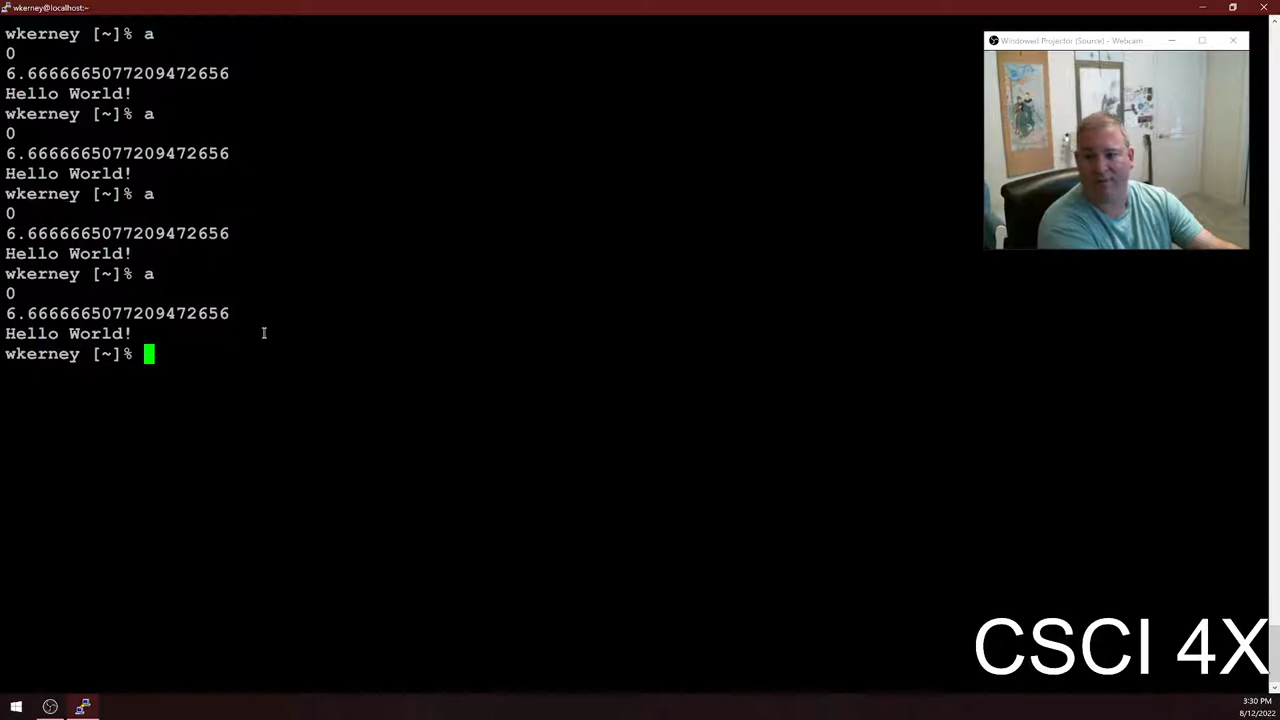 wkerney@localhost:~
wkerney [~]% a
0
6.6666665077209472656
Hello World!
wkerney [~]% a
0
6.6666665077209472656
Hello World!
wkerney [~]% a
0
6.6666665077209472656
Hello World!
wkerney [~]% a
0
6.6666665077209472656
Hello World!
wkerney [~]%
Windowed Projector (Source) - Webcam
CSCI 4X
3:30 PM
8/12/2022